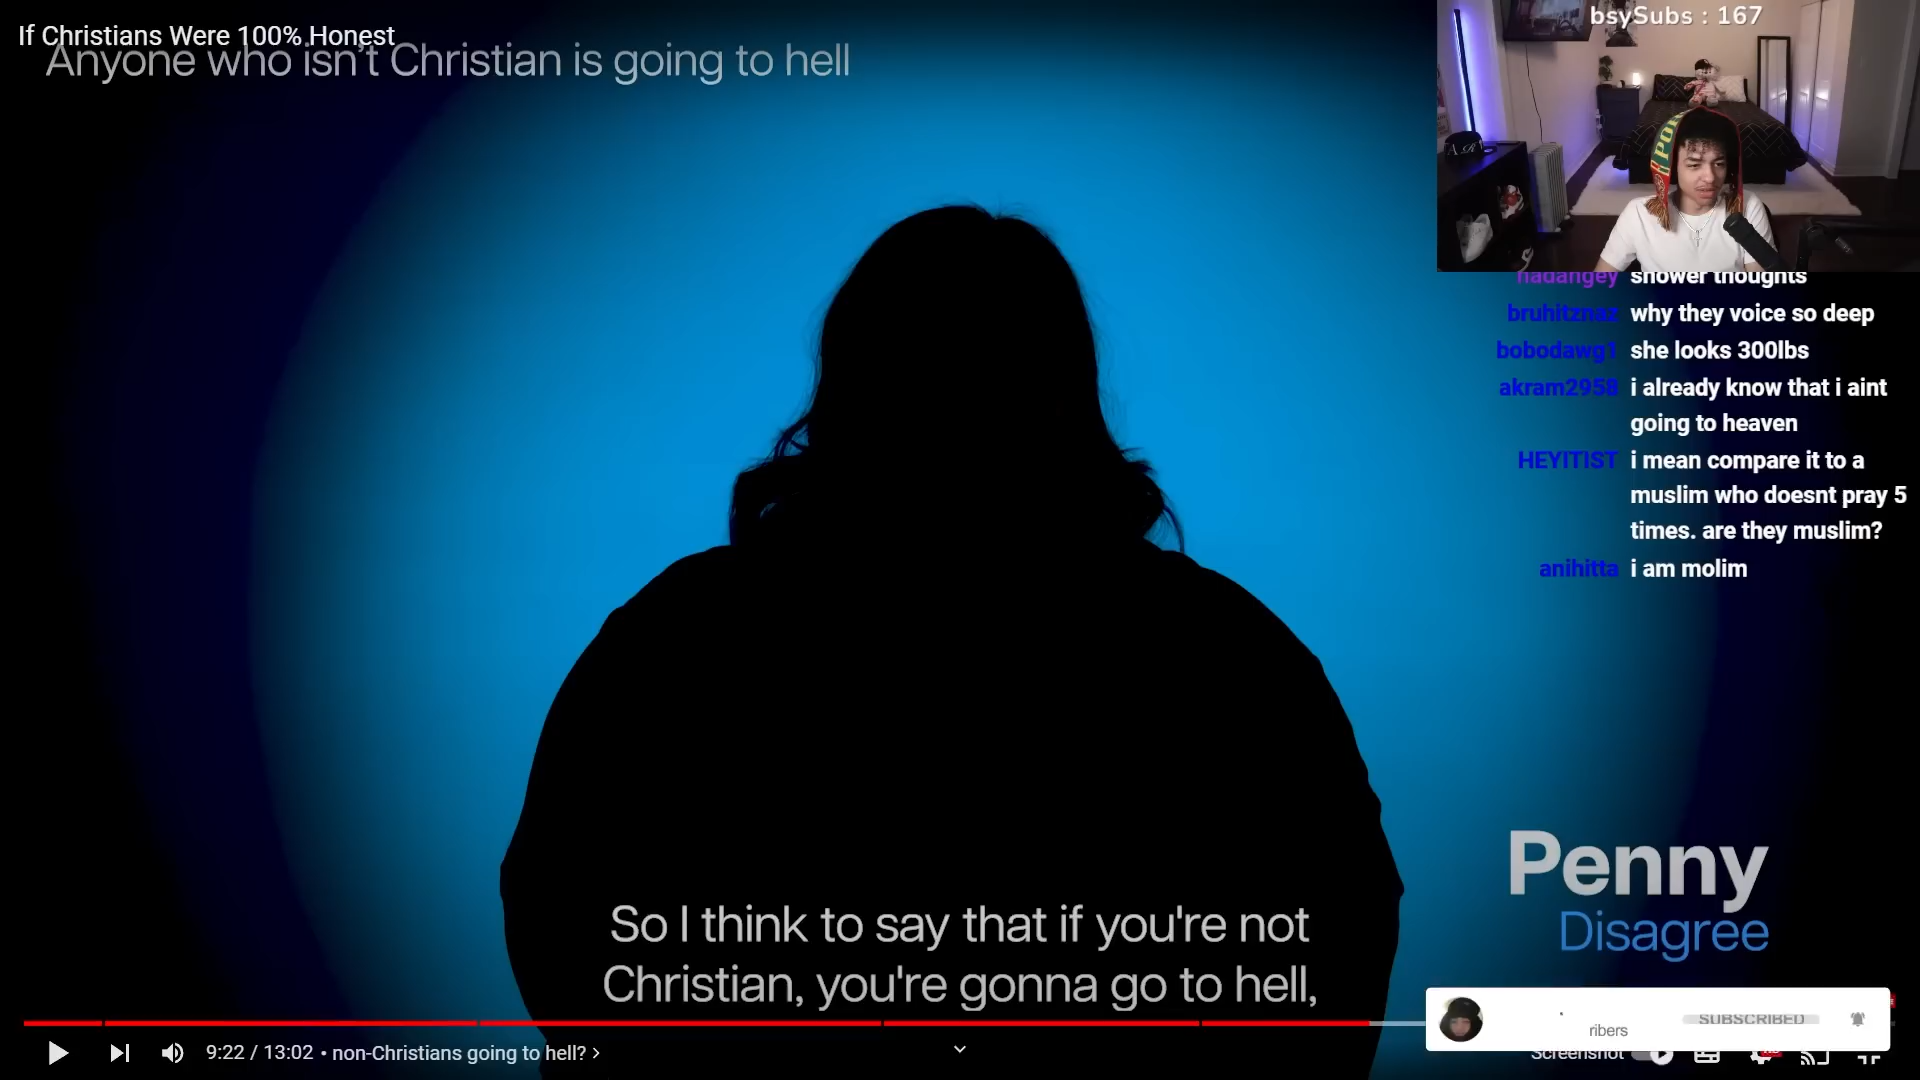 If Christians Were 100% Honest
Anyone who isn't Christian is going to hell
bsySubs : 167
nadangey shower thoughts
bruhitznaz why they voice so deep
bobodawg1 she looks 300lbs
akram2958 i already know that i aint
going to heaven
HEYITIST i mean compare it to a
muslim who doesnt pray 5
times. are they muslim?
anihitta i am molim
Penny
Disagree
So I think to say that if you're not
Christian, you're gonna go to hell,
ribers
SUBSCRIBED
9:22 / 13:02 • non-Christians going to hell? >
Screenshot